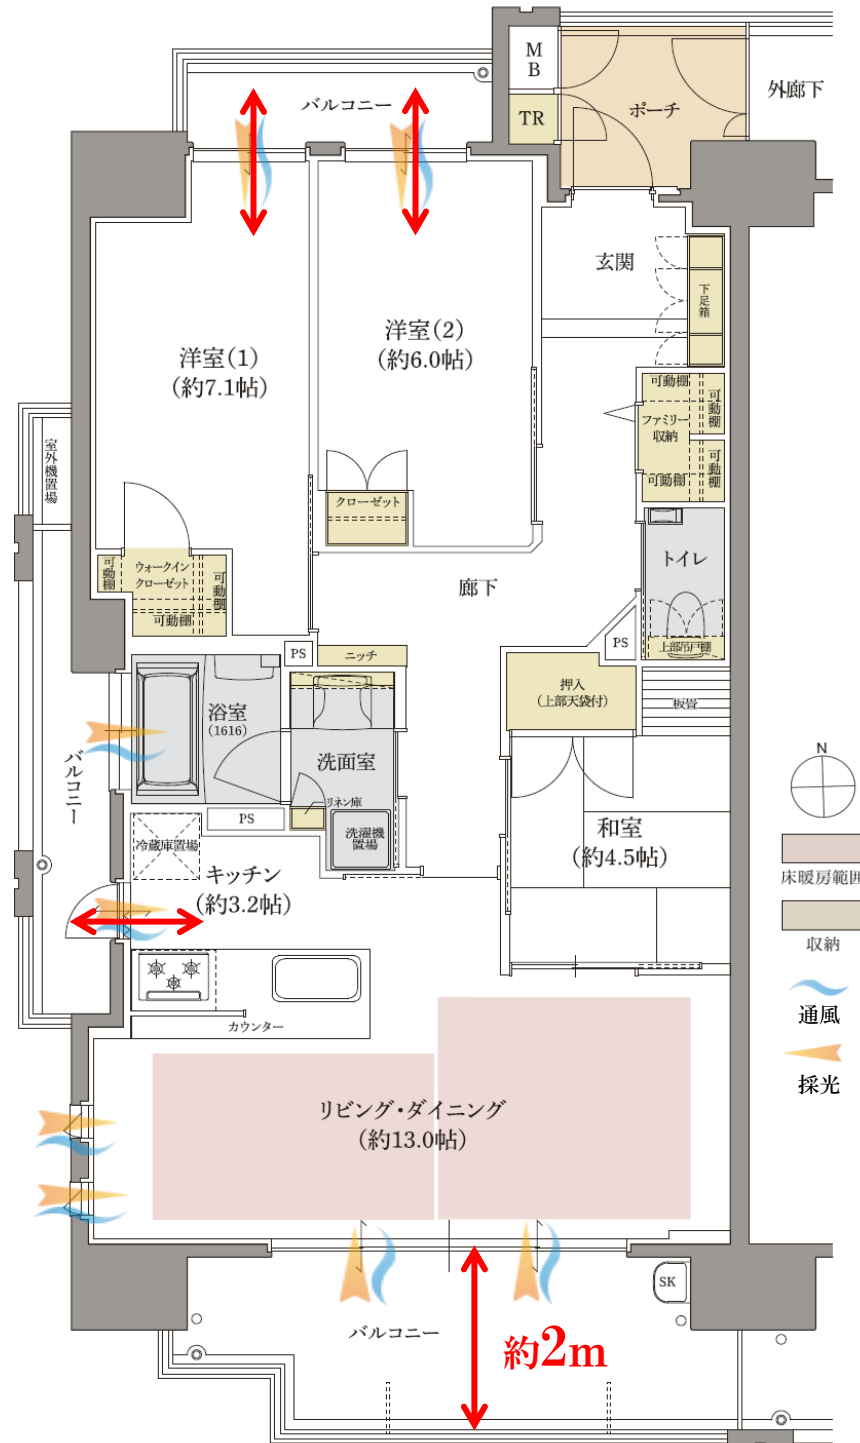 M
B
TR
ポーチ
外廊下
バルコニー
玄関
下足箱
洋室(1)
(約7.1帖)
洋室(2)
(約6.0帖)
可動棚
可動棚
ファミリー
収納
可動棚
可動棚
室外機置場
クローゼット
トイレ
上部吊戸棚
可動棚
ウォークイン
クローゼット
可動棚
可動棚
廊下
PS
ニッチ
PS
押入
(上部天袋付)
板畳
浴室
(1616)
洗面室
リネン庫
洗濯機
置場
バルコニー
PS
冷蔵庫置場
キッチン
(約3.2帖)
和室
(約4.5帖)
N
床暖房範囲
収納
通風
採光
カウンター
リビング・ダイニング
(約13.0帖)
SK
バルコニー
約2m